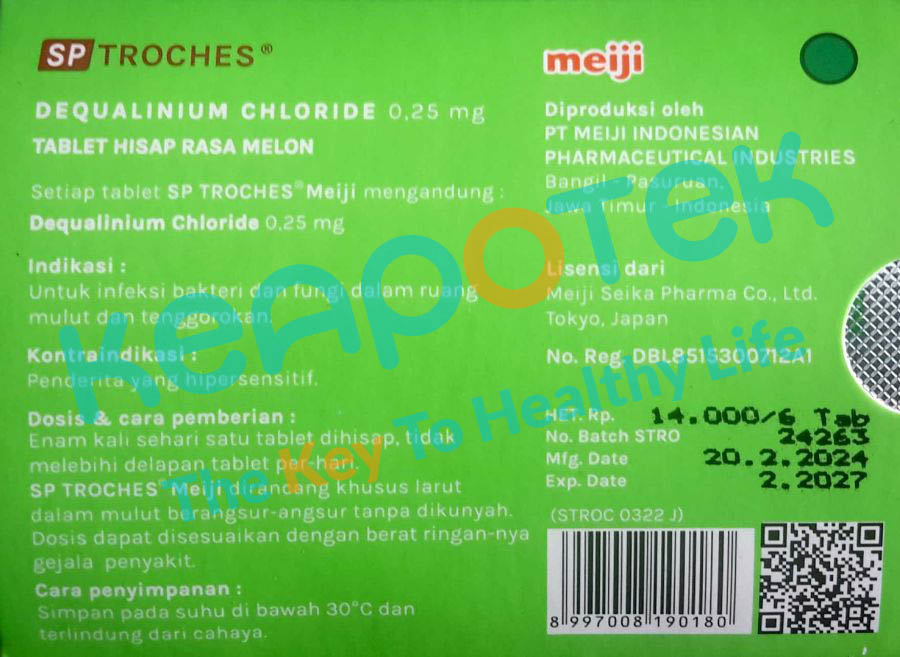 SP TROCHES®
DEQUALINIUM CHLORIDE 0,25 mg
TABLET HISAP RASA MELON
Setiap tablet SP TROCHES® Meiji mengandung :
Dequalinium Chloride 0,25 mg
Indikasi :
Untuk infeksi bakteri dan fungi dalam ruang
mulut dan tenggorokan.
Kontraindikasi :
Penderita yang hipersensitif.
Dosis & cara pemberian :
Enam kali sehari satu tablet dihisap, tidak
melebihi delapan tablet per-hari.
SP TROCHES® Meiji dirancang khusus larut
dalam mulut berangsur-angsur tanpa dikunyah.
Dosis dapat disesuaikan dengan berat ringan-nya
gejala penyakit.
Cara penyimpanan :
Simpan pada suhu di bawah 30°C dan
terlindung dari cahaya.
meiji
Diproduksi oleh
PT MEIJI INDONESIAN
PHARMACEUTICAL INDUSTRIES
Bangil - Pasuruan,
Jawa Timur - Indonesia
Lisensi dari
Meiji Seika Pharma Co., Ltd.
Tokyo, Japan
No. Reg. DBL8515300712A1
HET. Rp. 14.000/6 Tab
No. Batch STRO 24263
Mfg. Date 20.2.2024
Exp. Date 2.2027
(STROC 0322 J)
8 997008 190180
KEAPOTEK
The Key To Healthy Life